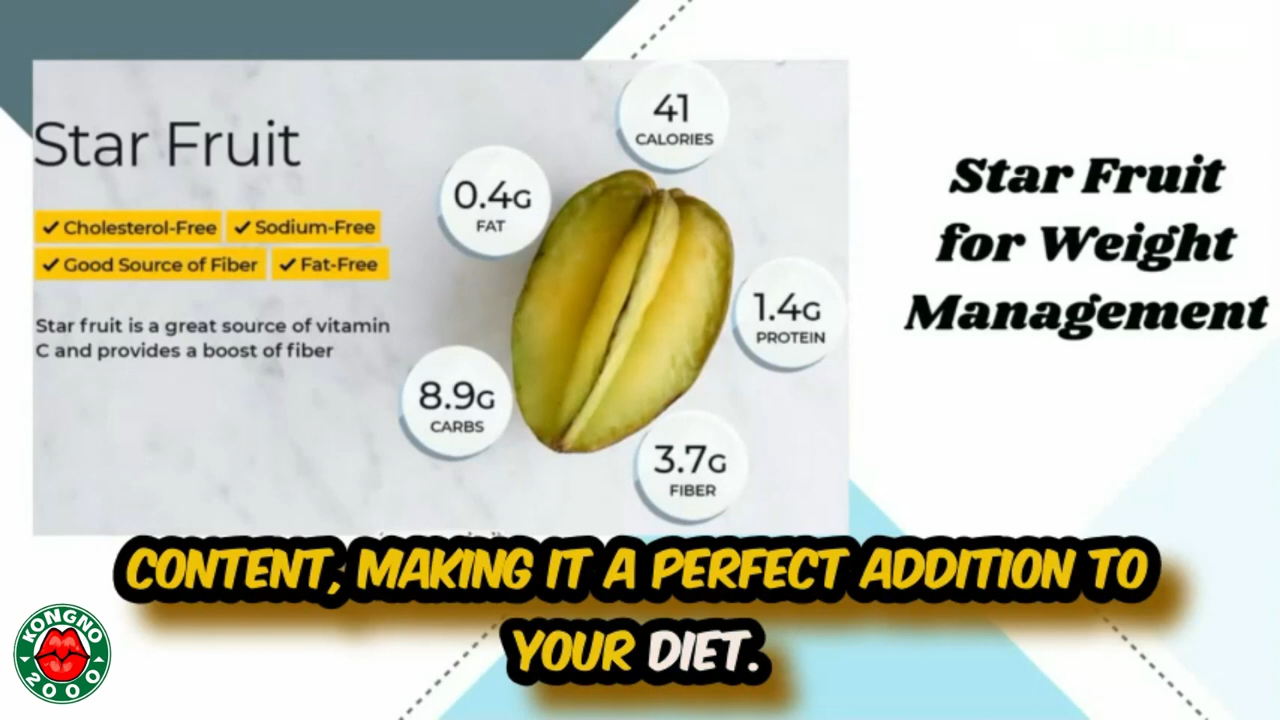 Star Fruit
✓ Cholesterol-Free ✓ Sodium-Free
✓ Good Source of Fiber ✓ Fat-Free
Star fruit is a great source of vitamin
C and provides a boost of fiber
41
CALORIES
0.4G
FAT
1.4G
PROTEIN
8.9G
CARBS
3.7G
FIBER
Star Fruit
for Weight
Management
CONTENT, MAKING IT A PERFECT ADDITION TO
YOUR DIET.
KONGNO
2000